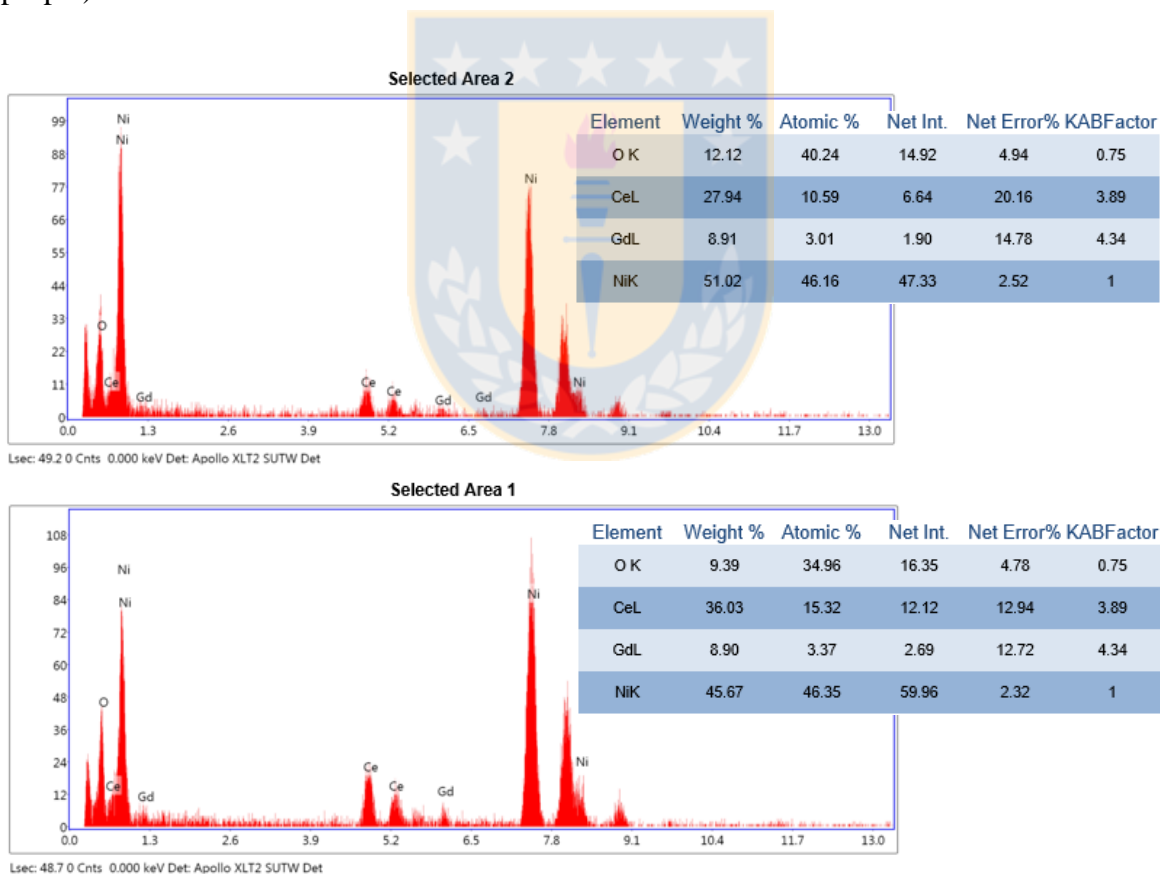 Selected Area 2
Element Weight % Atomic % Net Int. Net Error% KABFactor
O K 12.12 40.24 14.92 4.94 0.75
CeL 27.94 10.59 6.64 20.16 3.89
GdL 8.91 3.01 1.90 14.78 4.34
NiK 51.02 46.16 47.33 2.52 1
99
88
77
66
55
44
33
22
11
0
Ni
Ni
O
Ce
Gd
Ce
Ce
Gd
Gd
Ni
Ni
0.0 1.3 2.6 3.9 5.2 6.5 7.8 9.1 10.4 11.7 13.0
Lsec: 49.2 0 Cnts 0.000 keV Det: Apollo XLT2 SUTW Det
Selected Area 1
Element Weight % Atomic % Net Int. Net Error% KABFactor
O K 9.39 34.96 16.35 4.78 0.75
CeL 36.03 15.32 12.12 12.94 3.89
GdL 8.90 3.37 2.69 12.72 4.34
NiK 45.67 46.35 59.96 2.32 1
108
96
84
72
60
48
36
24
12
0
Ni
Ni
O
Ce
Gd
Ce
Ce
Gd
Ni
Ni
0.0 1.3 2.6 3.9 5.2 6.5 7.8 9.1 10.4 11.7 13.0
Lsec: 48.7 0 Cnts 0.000 keV Det: Apollo XLT2 SUTW Det